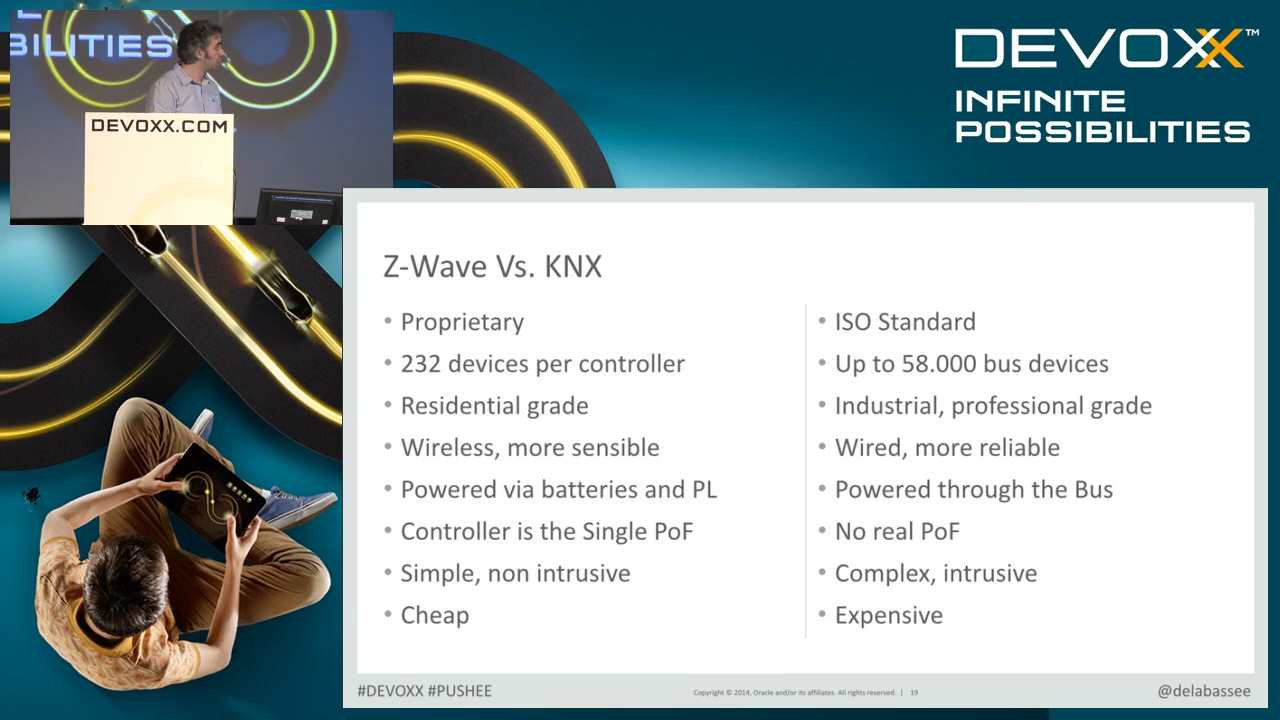 BILITIES
DEVOXX.COM
DEVOXX™
INFINITE
POSSIBILITIES
Z-Wave Vs. KNX
• Proprietary
• 232 devices per controller
• Residential grade
• Wireless, more sensible
• Powered via batteries and PL
• Controller is the Single PoF
• Simple, non intrusive
• Cheap
• ISO Standard
• Up to 58.000 bus devices
• Industrial, professional grade
• Wired, more reliable
• Powered through the Bus
• No real PoF
• Complex, intrusive
• Expensive
#DEVOXX #PUSHEE
Copyright © 2014, Oracle and/or its affiliates. All rights reserved. | 19
@delabassee